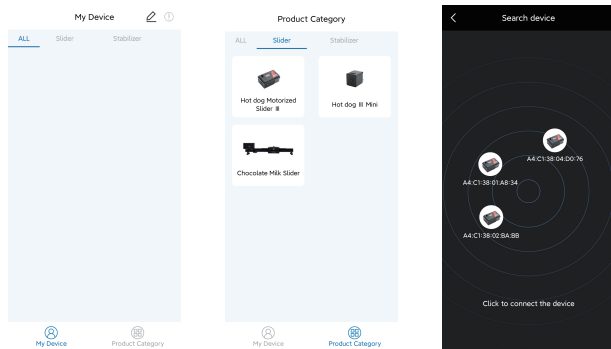 My Device
ALL
Slider
Stabilizer
My Device
Product Category
Product Category
ALL
Slider
Stabilizer
Hot dog Motorized
Slider Ⅲ
Hot dog Ⅲ Mini
Chocolate Milk Slider
My Device
Product Category
Search device
A4:C1:38:04:D0:76
A4:C1:38:01:A8:34
A4:C1:38:02:BA:BB
Click to connect the device